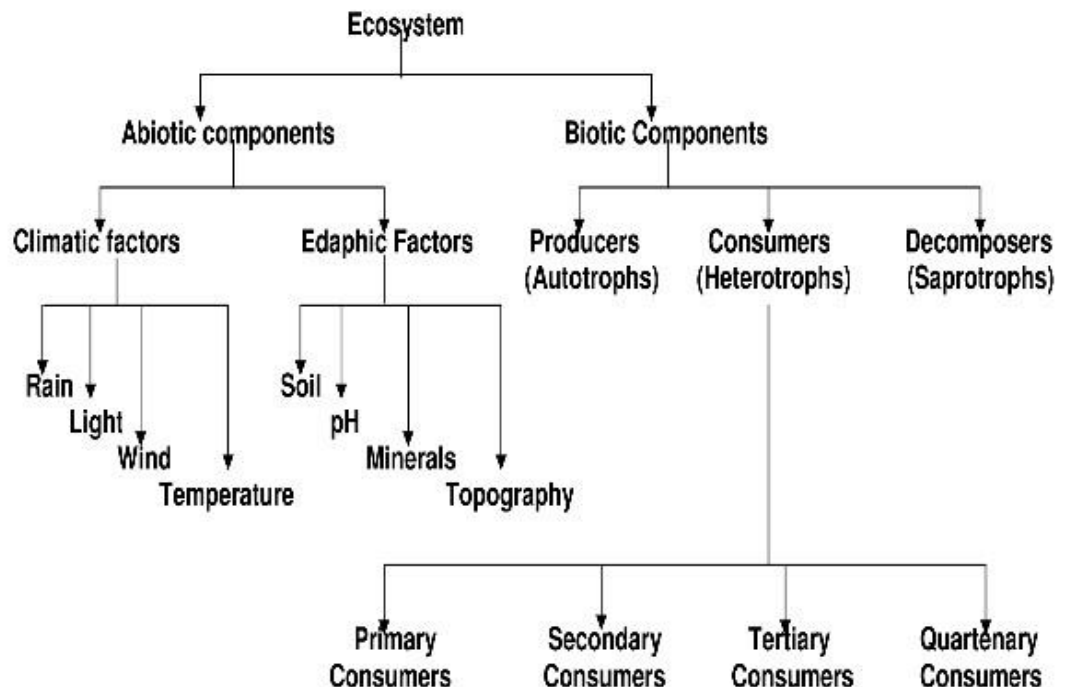 Ecosystem
Abiotic components
Biotic Components
Climatic factors
Edaphic Factors
Producers
(Autotrophs)
Consumers
(Heterotrophs)
Decomposers
(Saprotrophs)
Rain
Light
Wind
Temperature
Soil
pH
Minerals
Topography
Primary
Consumers
Secondary
Consumers
Tertiary
Consumers
Quartenary
Consumers